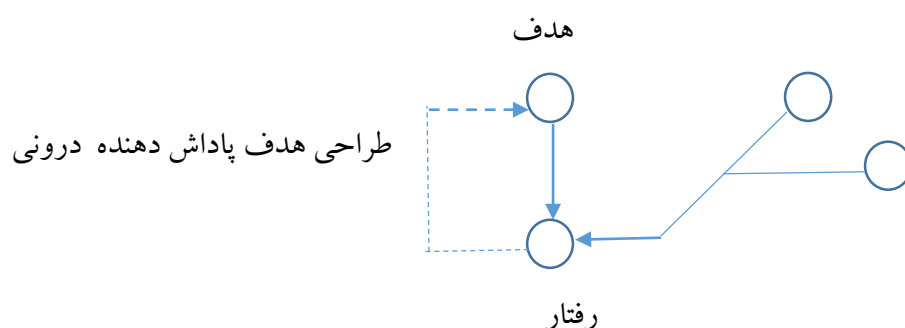 هدف
طراحی هدف پاداش دهنده درونی
رفتار